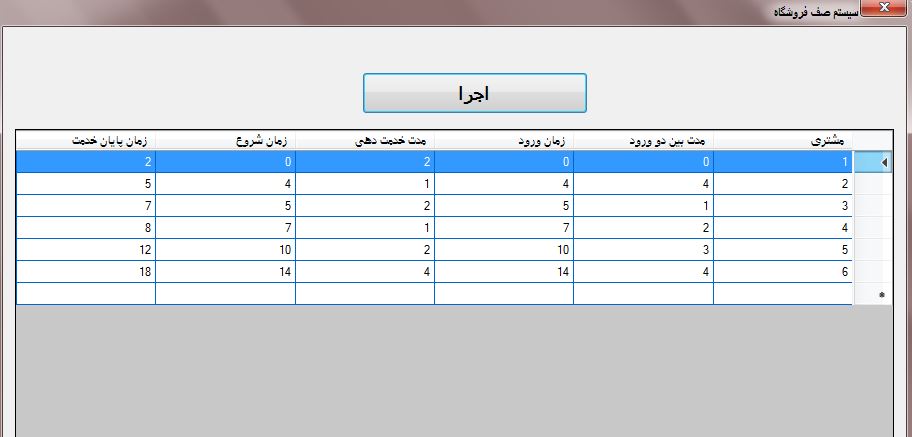 سیستم صف فروشگاه
اجرا
مشتری مدت بین دو ورود زمان ورود مدت خدمت دهی زمان شروع زمان پایان خدمت
1 0 0 2 0 2
2 4 4 1 4 5
3 1 5 2 5 7
4 2 7 1 7 8
5 3 10 2 10 12
6 4 14 4 14 18